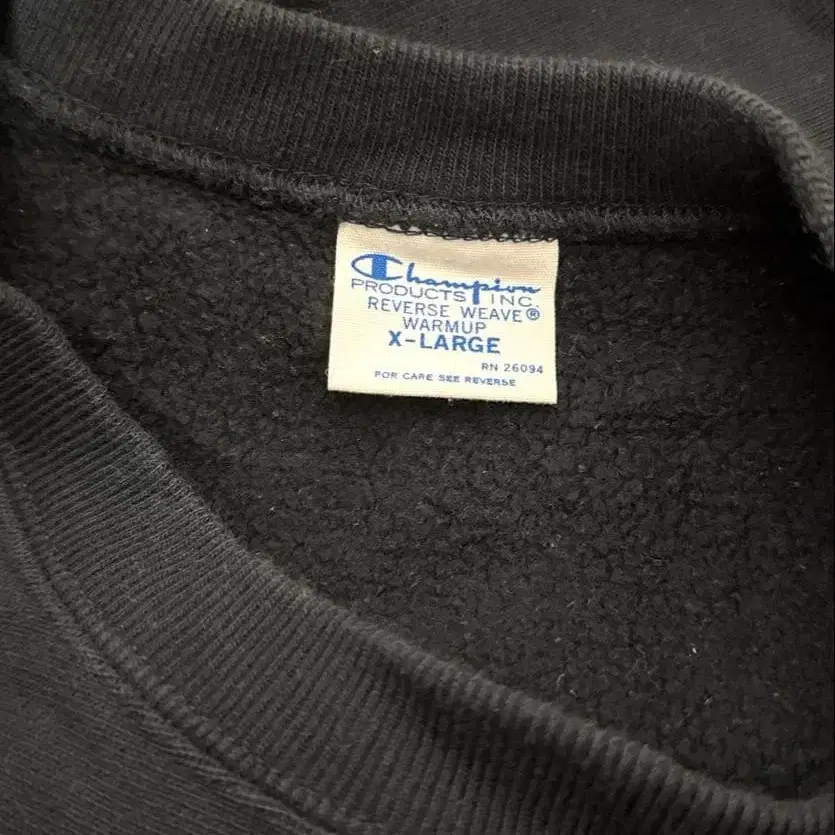 Champion
PRODUCTS INC.
REVERSE WEAVE®
WARMUP
X-LARGE
RN 26094
FOR CARE SEE REVERSE